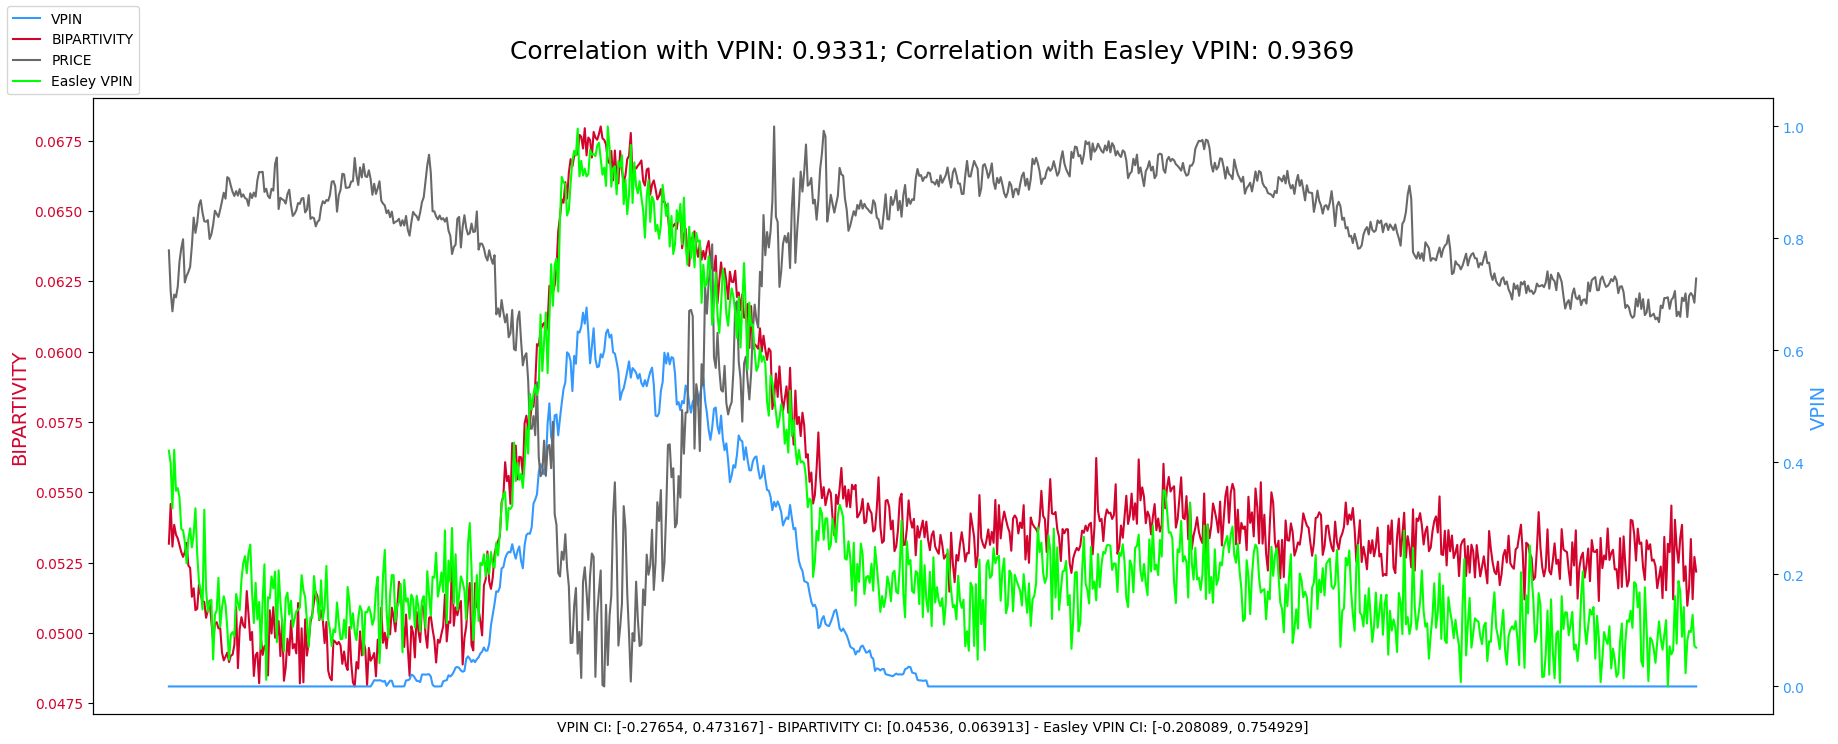 VPIN
BIPARTIVITY
PRICE
Easley VPIN
Correlation with VPIN: 0.9331; Correlation with Easley VPIN: 0.9369
BIPARTIVITY
0.0675
0.0650
0.0625
0.0600
0.0575
0.0550
0.0525
0.0500
0.0475
1.0
0.8
0.6
0.4
0.2
0.0
VPIN
VPIN CI: [-0.27654, 0.473167] - BIPARTIVITY CI: [0.04536, 0.063913] - Easley VPIN CI: [-0.208089, 0.754929]